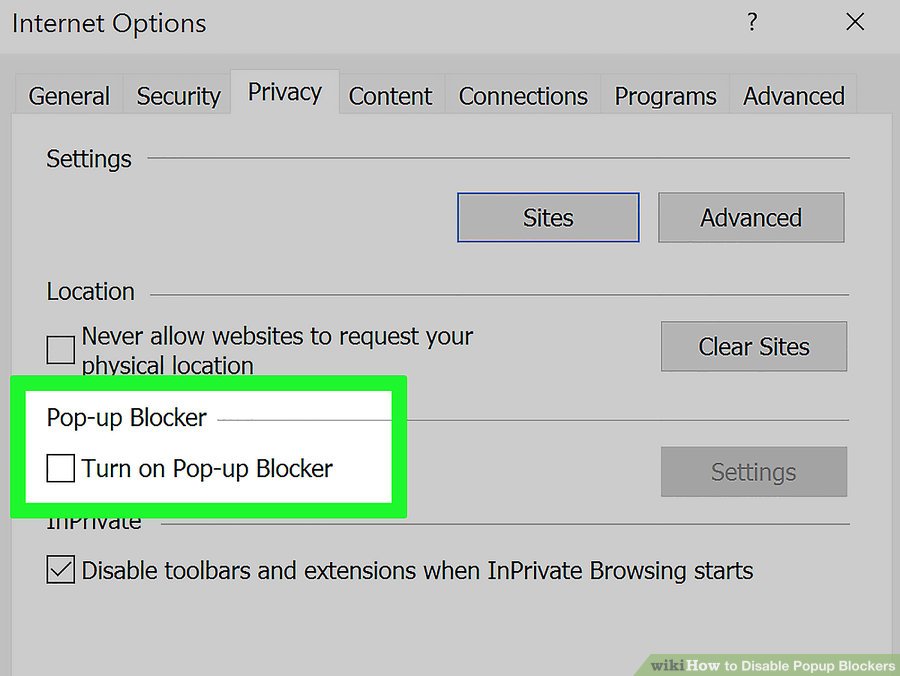 Internet Options ?
General Security Privacy Content Connections Programs Advanced
Settings
Sites Advanced
Location
Never allow websites to request your
physical location
Clear Sites
Pop-up Blocker
Turn on Pop-up Blocker
Settings
InPrivate
Disable toolbars and extensions when InPrivate Browsing starts
wikiHow to Disable Popup Blockers